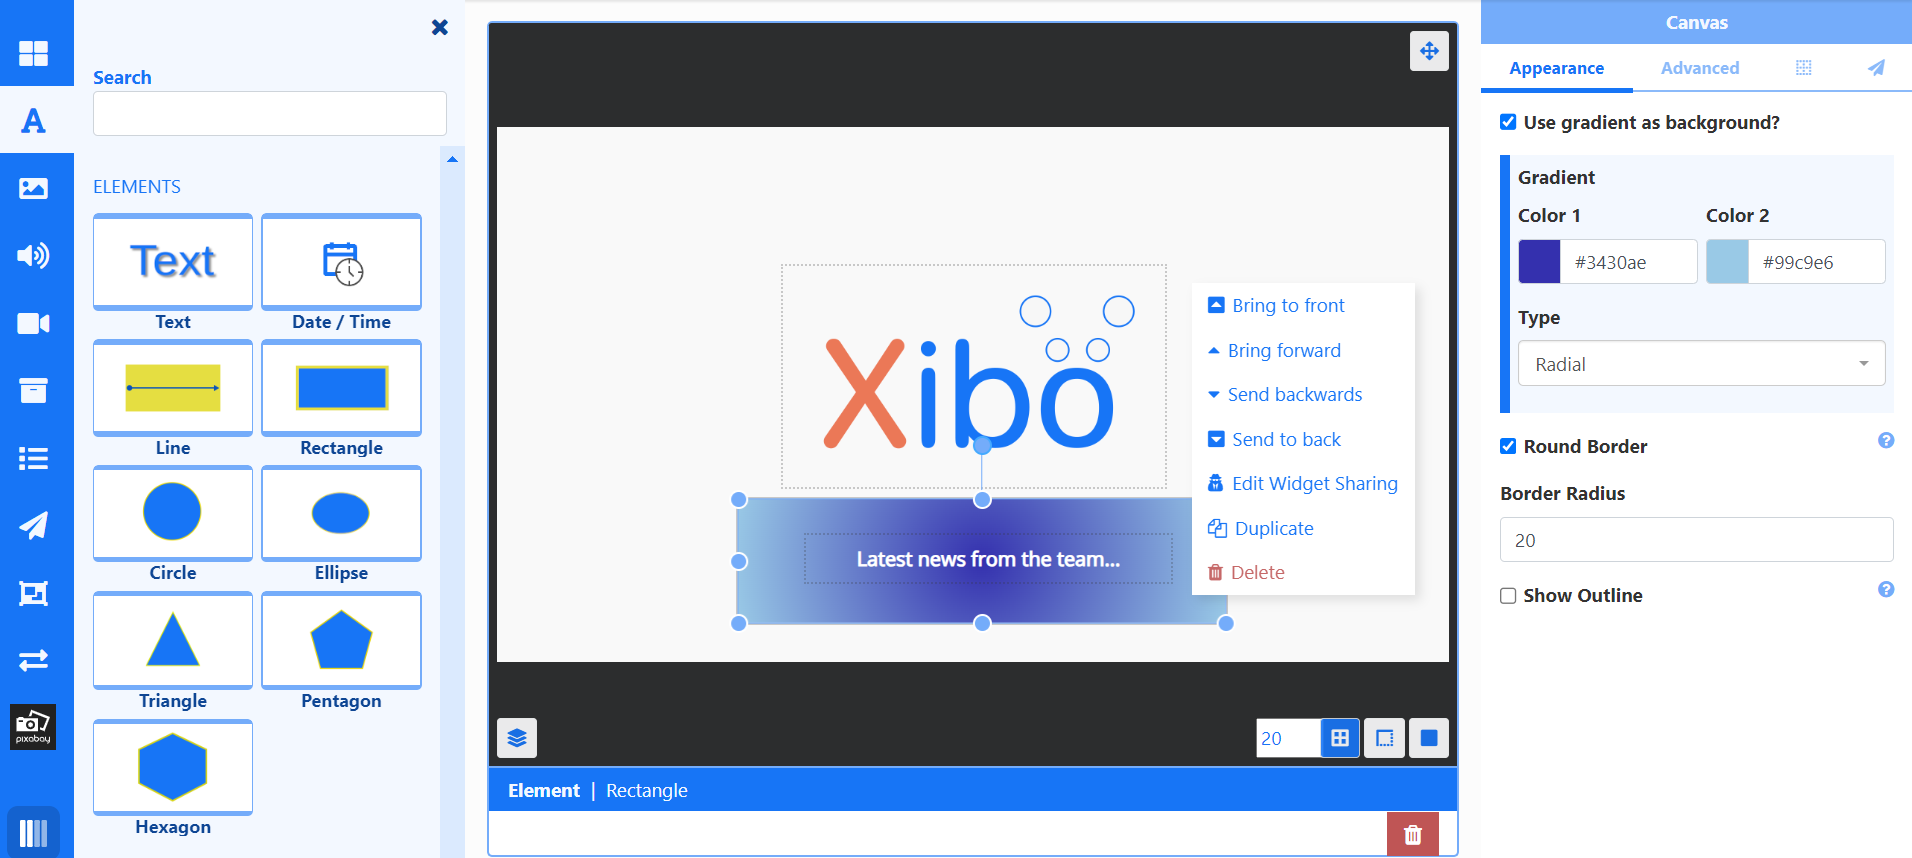 Search
ELEMENTS
Text
Text
Date / Time
Line
Rectangle
Circle
Ellipse
Triangle
Pentagon
Hexagon
pixabay
Xibo
Latest news from the team...
Bring to front
Bring forward
Send backwards
Send to back
Edit Widget Sharing
Duplicate
Delete
20
Element | Rectangle
Canvas
Appearance Advanced
Use gradient as background?
Gradient
Color 1 Color 2
#3430ae #99c9e6
Type
Radial
Round Border
Border Radius
20
Show Outline